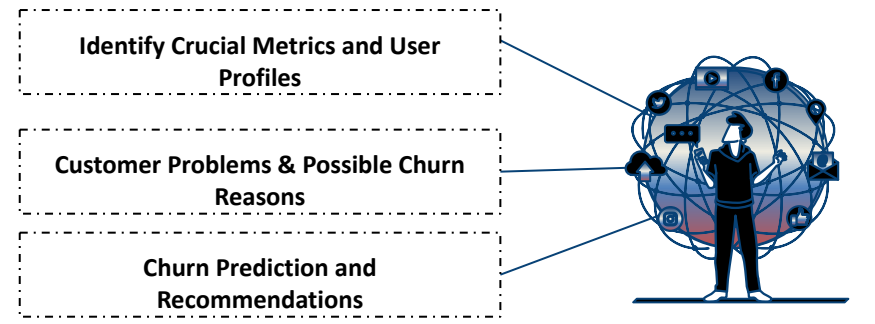 Identify Crucial Metrics and User
Profiles
Customer Problems & Possible Churn
Reasons
Churn Prediction and
Recommendations